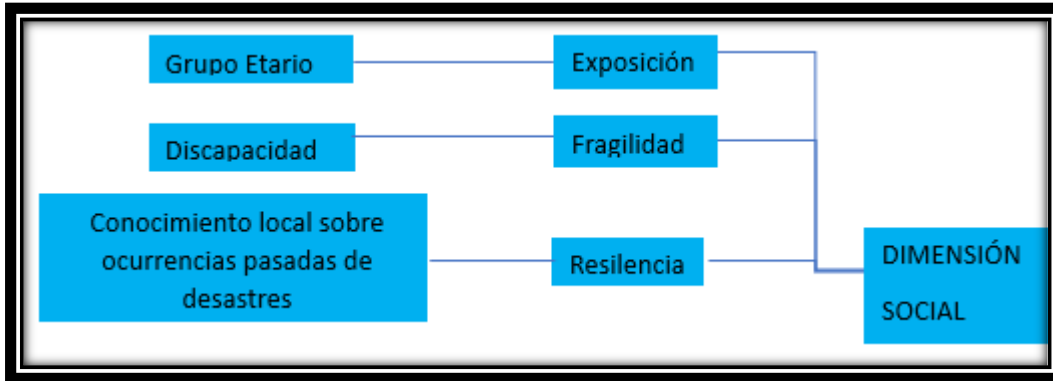 Grupo Etario
Exposición
Discapacidad
Fragilidad
Conocimiento local sobre
ocurrencias pasadas de
desastres
Resilencia
DIMENSIÓN
SOCIAL